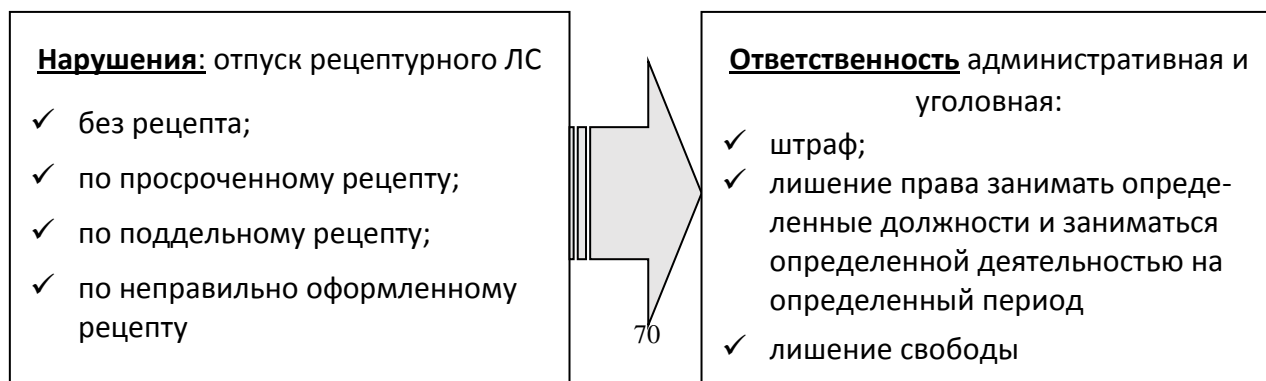 Нарушения: отпуск рецептурного ЛС
✓ без рецепта;
✓ по просроченному рецепту;
✓ по поддельному рецепту;
✓ по неправильно оформленному
рецепту
70
Ответственность административная и
уголовная:
✓ штраф;
✓ лишение права занимать опреде-
ленные должности и заниматься
определенной деятельностью на
определенный период
✓ лишение свободы